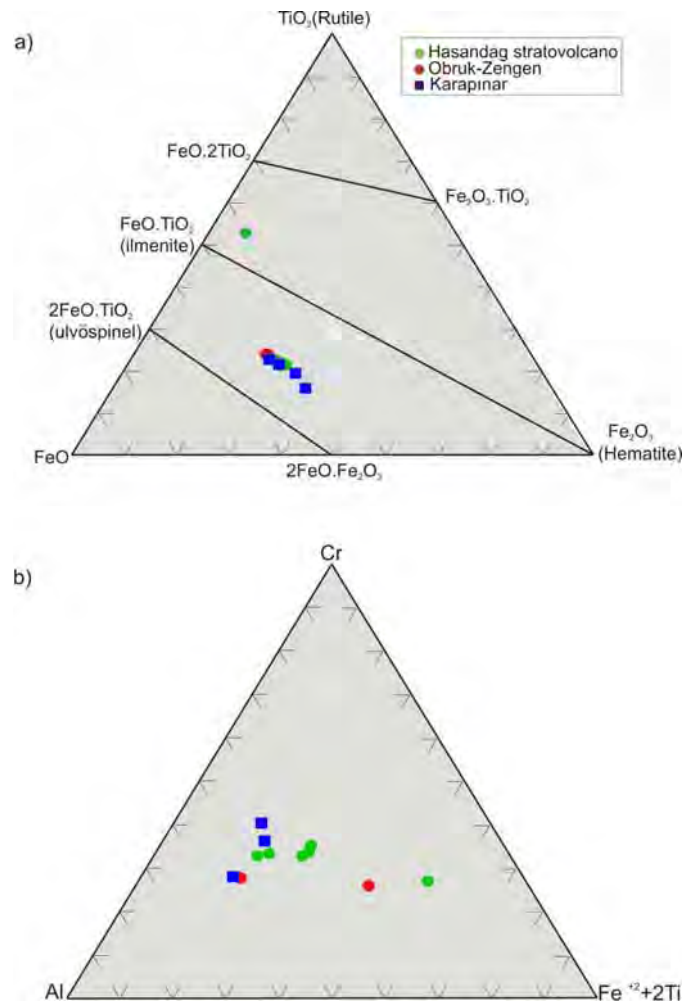 a)
TiO₂(Rutile)
Hasandag stratovolcano
Obruk-Zengen
Karapınar
FeO.2TiO₂
Fe₂O₃.TiO₂
FeO.TiO₂
(ilmenite)
2FeO.TiO₂
(ulvöspinel)
FeO
2FeO.Fe₂O₃
Fe₂O₃
(Hematite)
b)
Cr
Al
Fe⁺²+2Ti